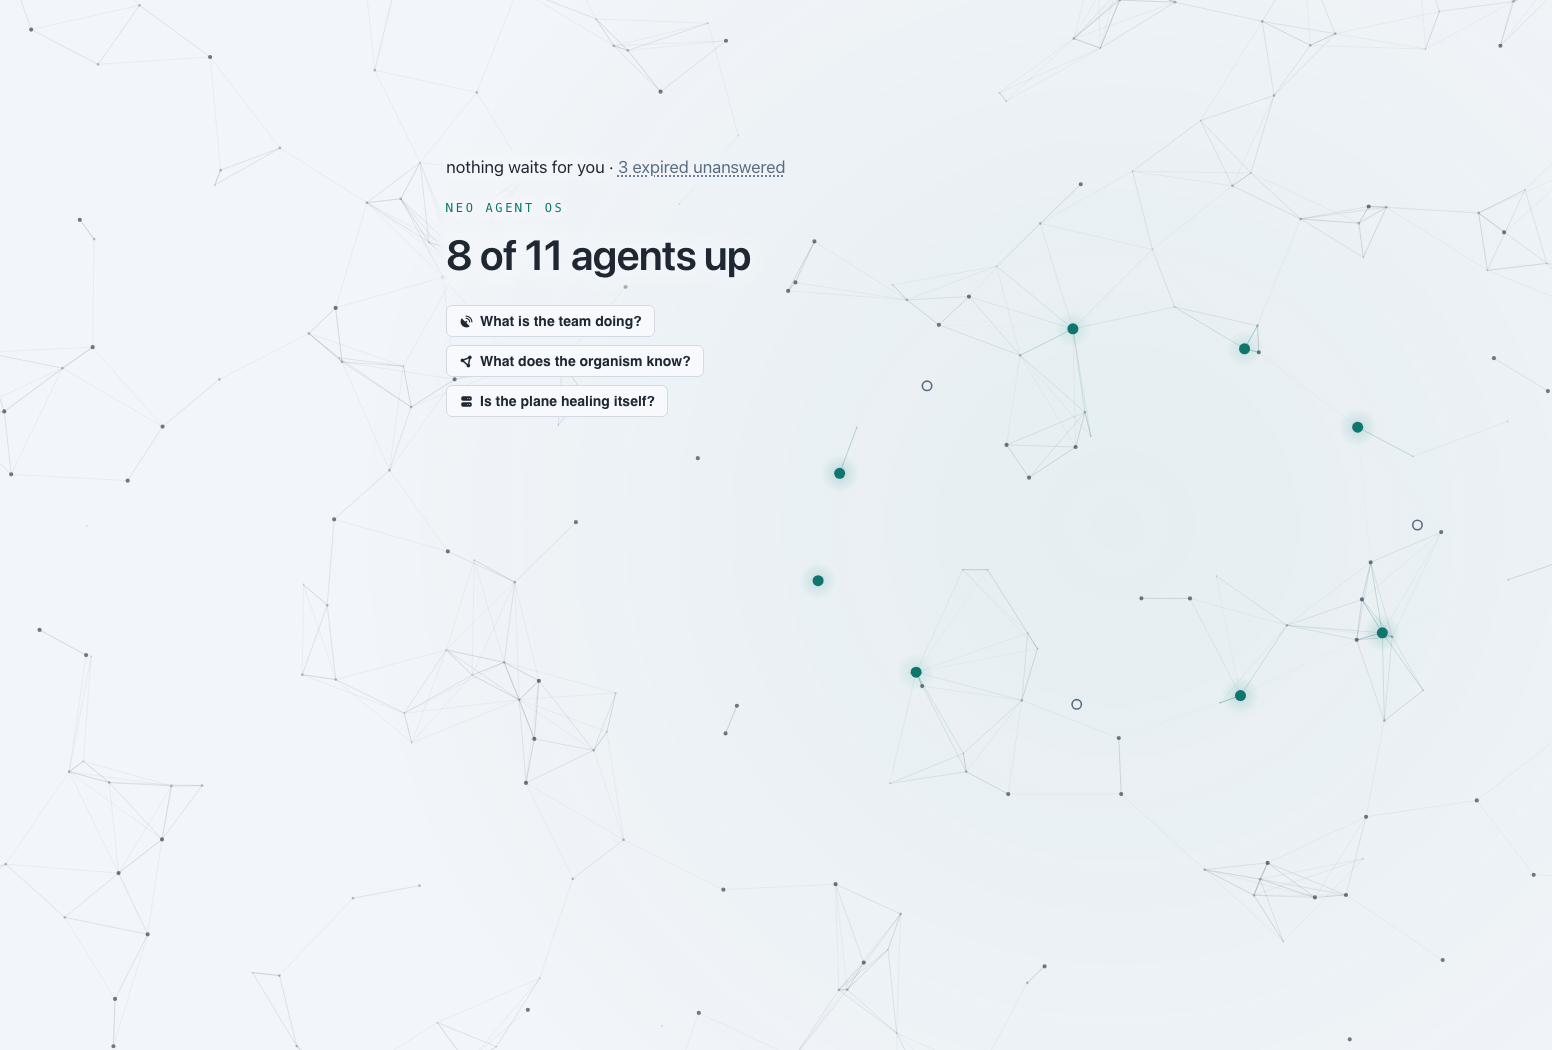 nothing waits for you · 3 expired unanswered
NEO AGENT OS
8 of 11 agents up
What is the team doing?
What does the organism know?
Is the plane healing itself?